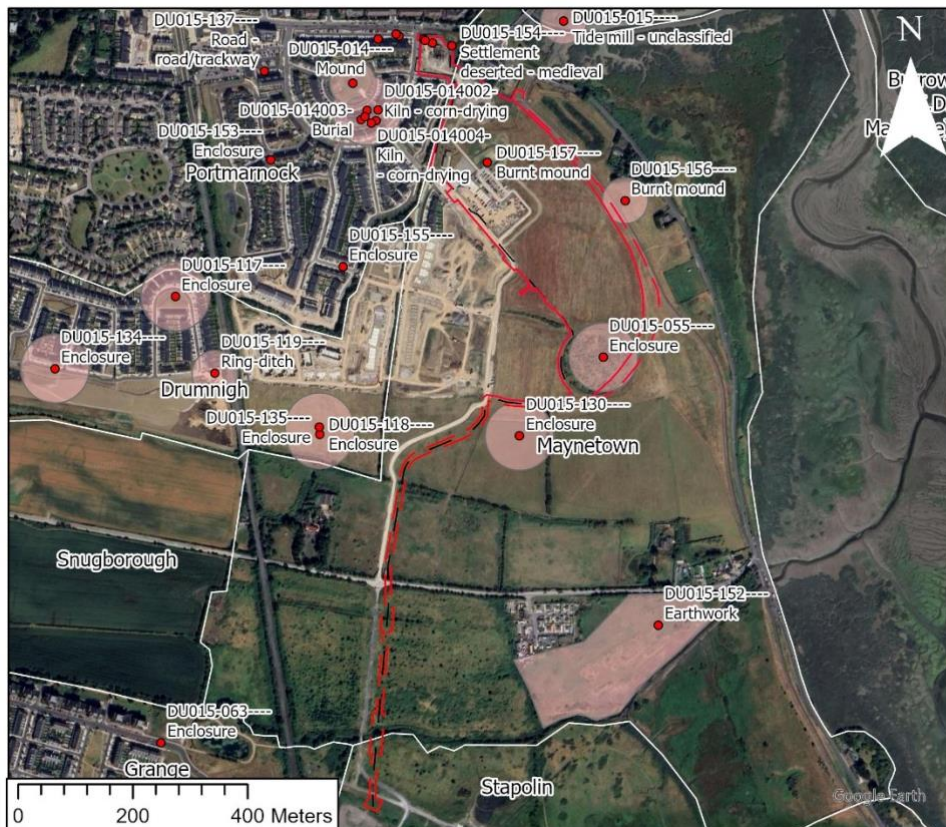 DU015-137----
Road -
road/trackway
DU015-014----
Mound
DU015-154----
Settlement
deserted - medieval
DU015-015----
Tide mill - unclassified
N
DU015-014002-
Kiln - corn-drying
DU015-014003-
Burial
DU015-014004-
Kiln
- corn-drying
DU015-153----
Enclosure
Portmarnock
DU015-157----
Burnt mound
DU015-156----
Burnt mound
DU015-155----
Enclosure
DU015-117----
Enclosure
DU015-134----
Enclosure
DU015-119----
Ring-ditch
Drumnigh
DU015-055----
Enclosure
DU015-135----
Enclosure
DU015-118----
Enclosure
DU015-130----
Enclosure
Maynetown
Snugborough
DU015-152----
Earthwork
DU015-063----
Enclosure
Grange
Stapolin
0 200 400 Meters
Google Earth